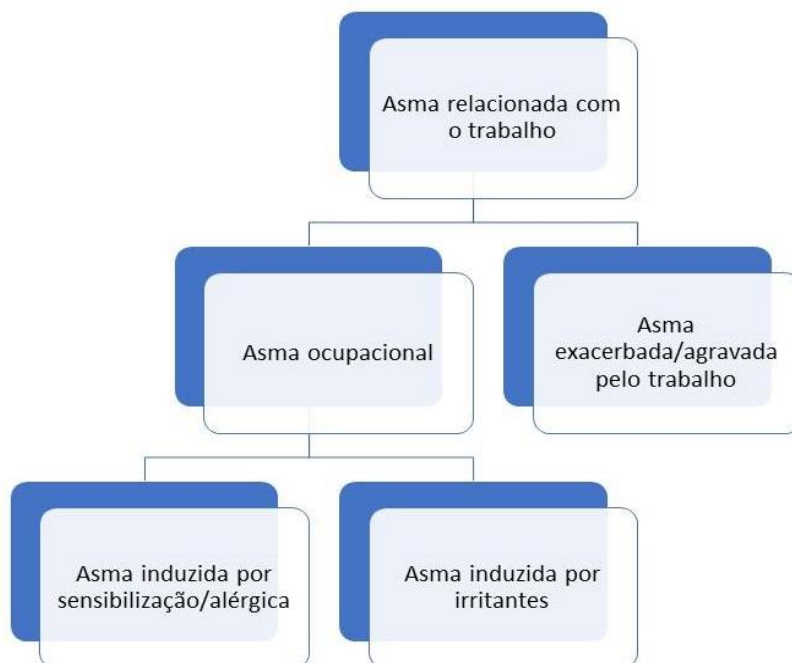 Asma relacionada com
o trabalho
Asma ocupacional
Asma
exacerbada/agravada
pelo trabalho
Asma induzida por
sensibilização/alérgica
Asma induzida por
irritantes